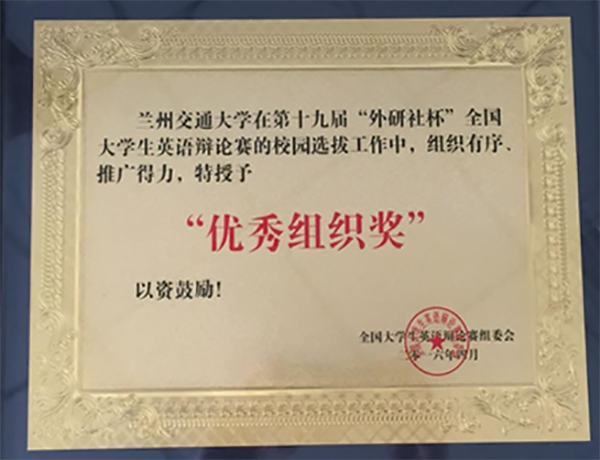 兰州交通大学在第十九届“外研社杯”全国
大学生英语辩论赛的校园选拔工作中，组织有序、
推广得力，特授予
“优秀组织奖”
以资鼓励！
全国大学生英语辩论赛组委会
二〇一六年四月